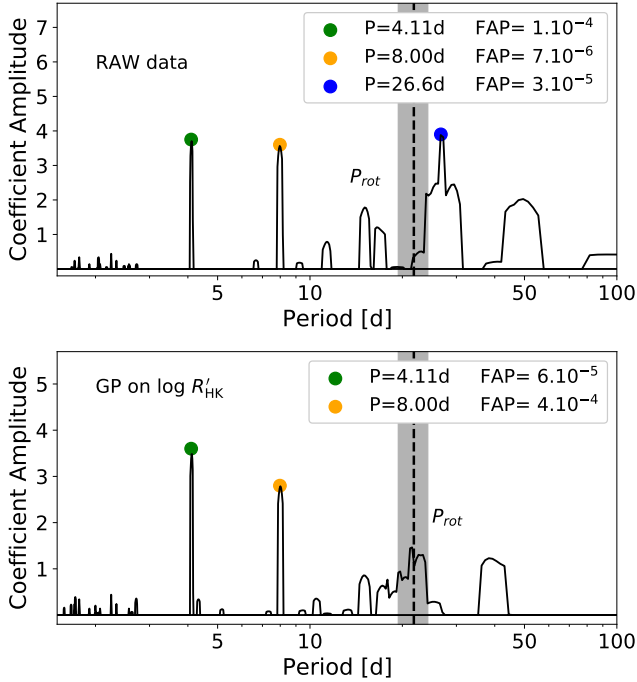 7
6
5
4
3
2
1
Coefficient Amplitude
RAW data
P=4.11d FAP= 1.10⁻⁴
P=8.00d FAP= 7.10⁻⁶
P=26.6d FAP= 3.10⁻⁵
P_rot
5 10 20 50 100
Period [d]
5
4
3
2
1
Coefficient Amplitude
GP on log R′_HK
P=4.11d FAP= 6.10⁻⁵
P=8.00d FAP= 4.10⁻⁴
P_rot
5 10 20 50 100
Period [d]